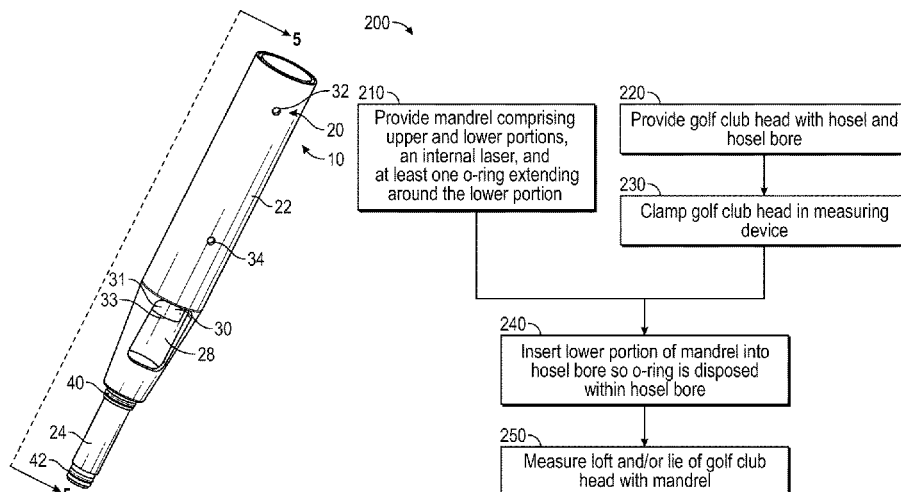 5
200
32
20
10
22
34
31
33
30
28
40
24
42
210
Provide mandrel comprising
upper and lower portions,
an internal laser, and
at least one o-ring extending
around the lower portion
220
Provide golf club head with hosel and
hosel bore
230
Clamp golf club head in measuring
device
240
Insert lower portion of mandrel into
hosel bore so o-ring is disposed
within hosel bore
250
Measure loft and/or lie of golf club
head with mandrel